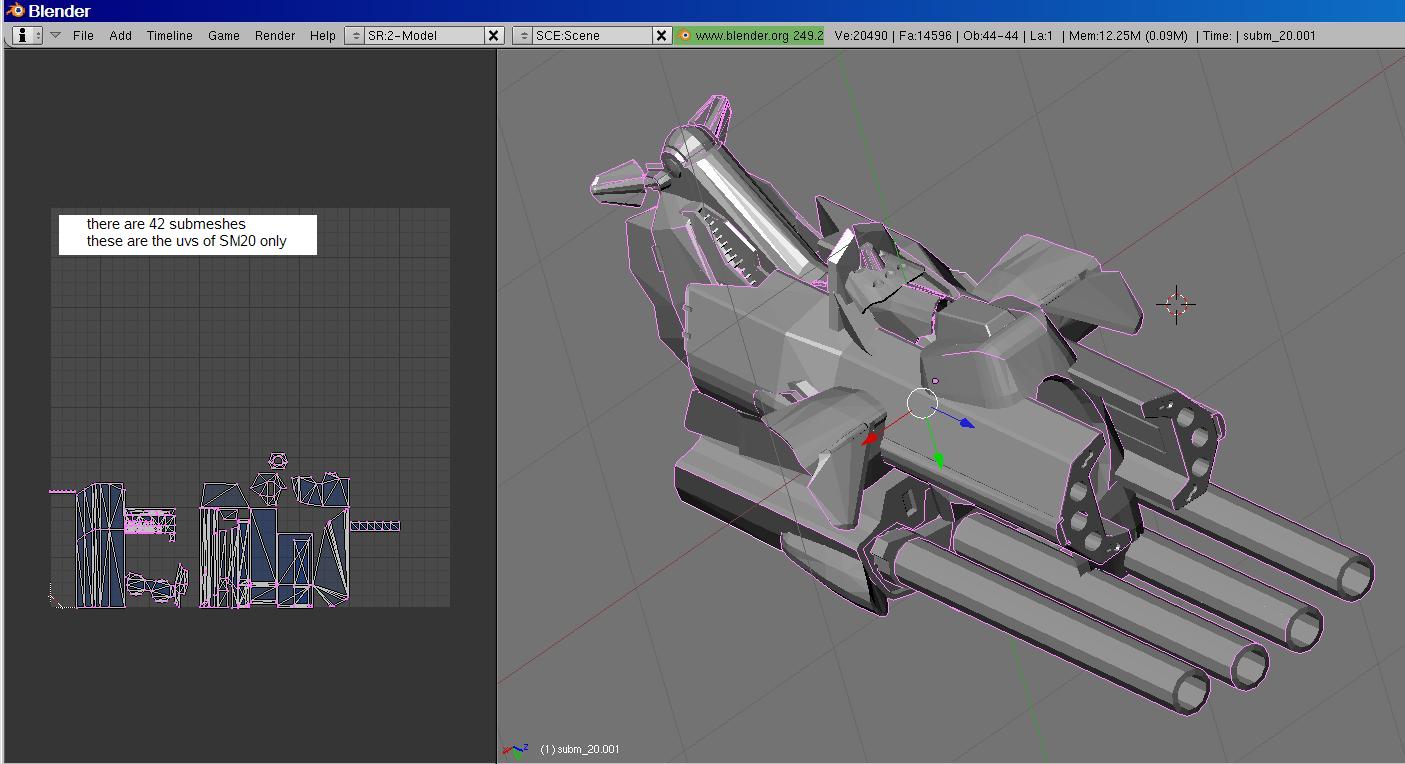 Blender
File Add Timeline Game Render Help SR:2-Model SCE:Scene www.blender.org 249.2 Ve:20490 | Fa:14596 | Ob:44-44 | La:1 | Mem:12.25M (0.09M) | Time: | subm_20.001
there are 42 submeshes
these are the uvs of SM20 only
(1) subm_20.001